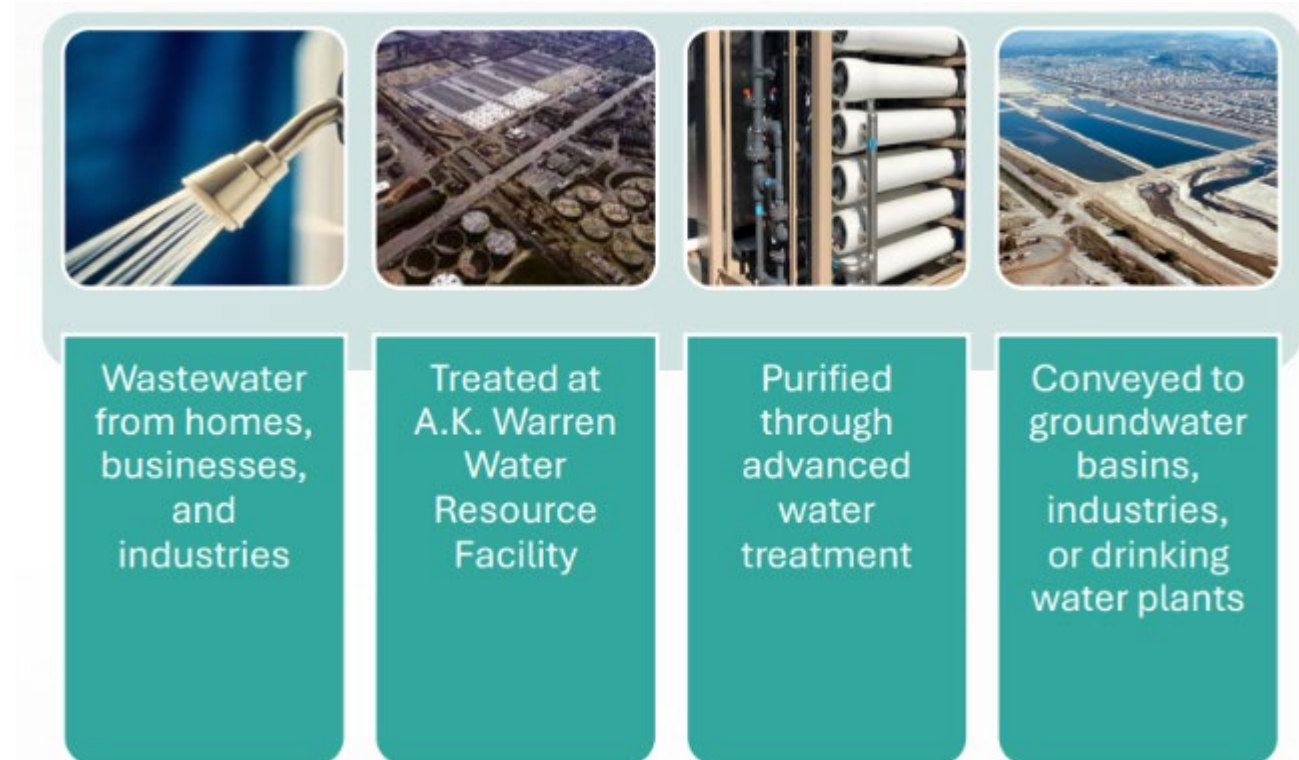 Wastewater
from homes,
businesses,
and
industries
Treated at
A.K. Warren
Water
Resource
Facility
Purified
through
advanced
water
treatment
Conveyed to
groundwater
basins,
industries,
or drinking
water plants